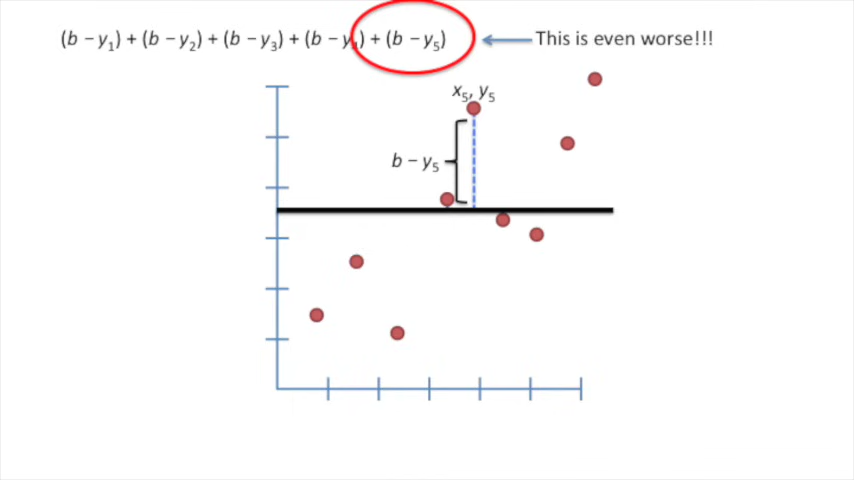 (b – y₁) + (b – y₂) + (b – y₃) + (b – y₄) + (b – y₅)
This is even worse!!!
x₅, y₅
b – y₅